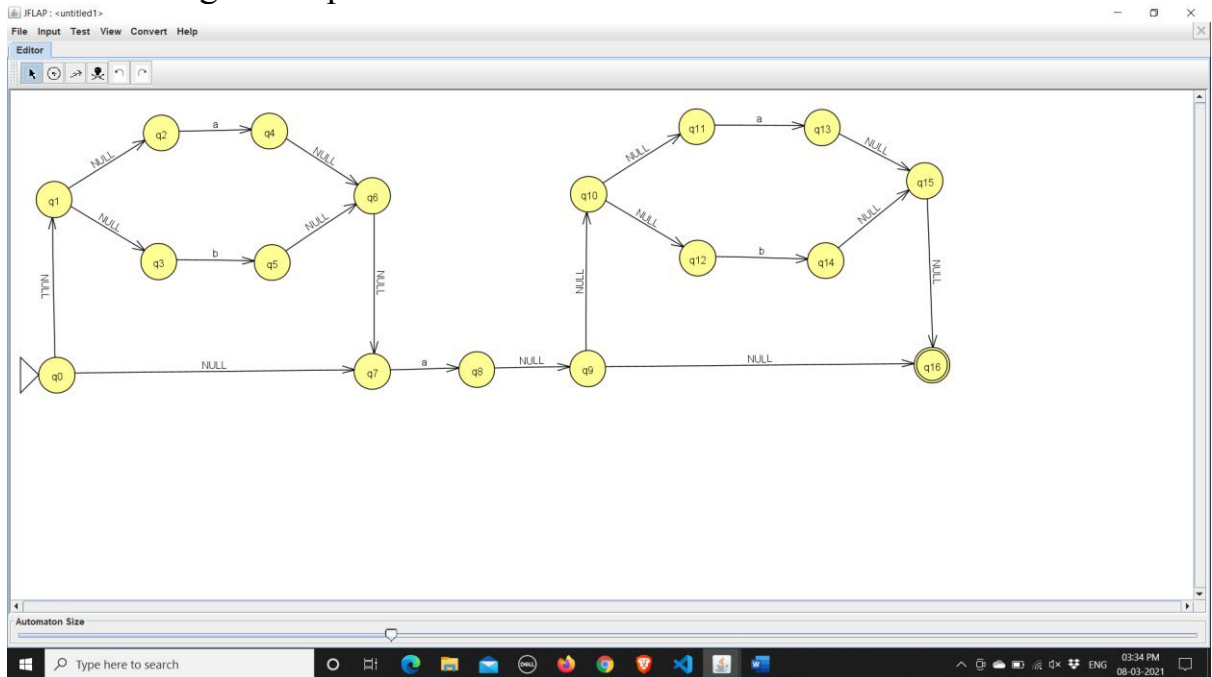 JFLAP : <untitled1>
File Input Test View Convert Help
Editor
q2 a q4 q11 a q13
NULL NULL NULL NULL
q1 q6 q10 q15
NULL NULL NULL NULL
q3 b q5 q12 b q14
NULL NULL NULL NULL
q0 NULL q7 a q8 NULL q9 NULL q16
Automaton Size
Type here to search
DELL
ENG
03:34 PM
08-03-2021